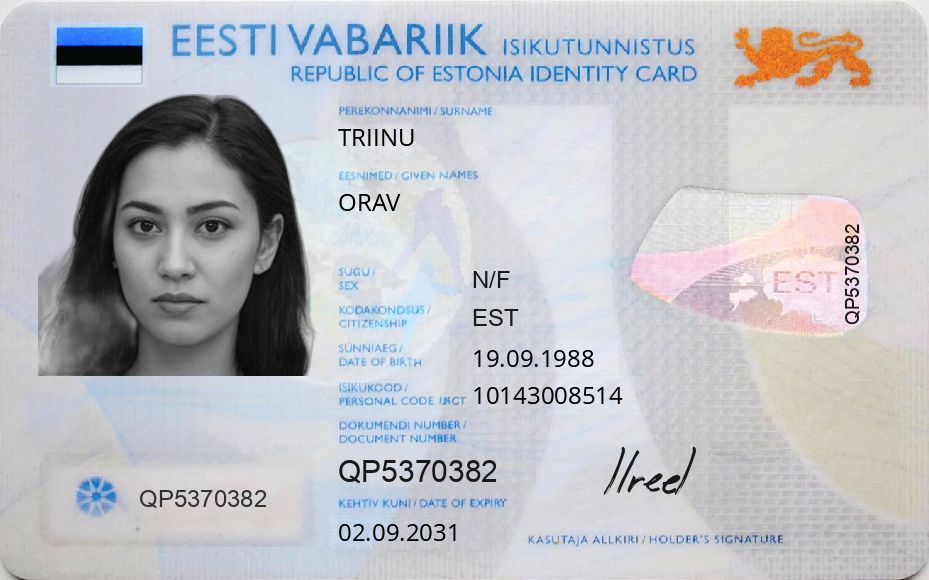 EESTI VABARIIK ISIKUTUNNISTUS
REPUBLIC OF ESTONIA IDENTITY CARD
PEREKONNANIMI / SURNAME
TRIINU
EESNIMED / GIVEN NAMES
ORAV
SUGU /
SEX
N/F
KODAKONDSUS /
CITIZENSHIP
EST
SÜNNIAEG /
DATE OF BIRTH
19.09.1988
ISIKUKOOD /
PERSONAL CODE
10143008514
DOKUMENDI NUMBER /
DOCUMENT NUMBER
QP5370382
KEHTIV KUNI / DATE OF EXPIRY
02.09.2031
QP5370382
EST
QP5370382
KASUTAJA ALLKIRI / HOLDER'S SIGNATURE